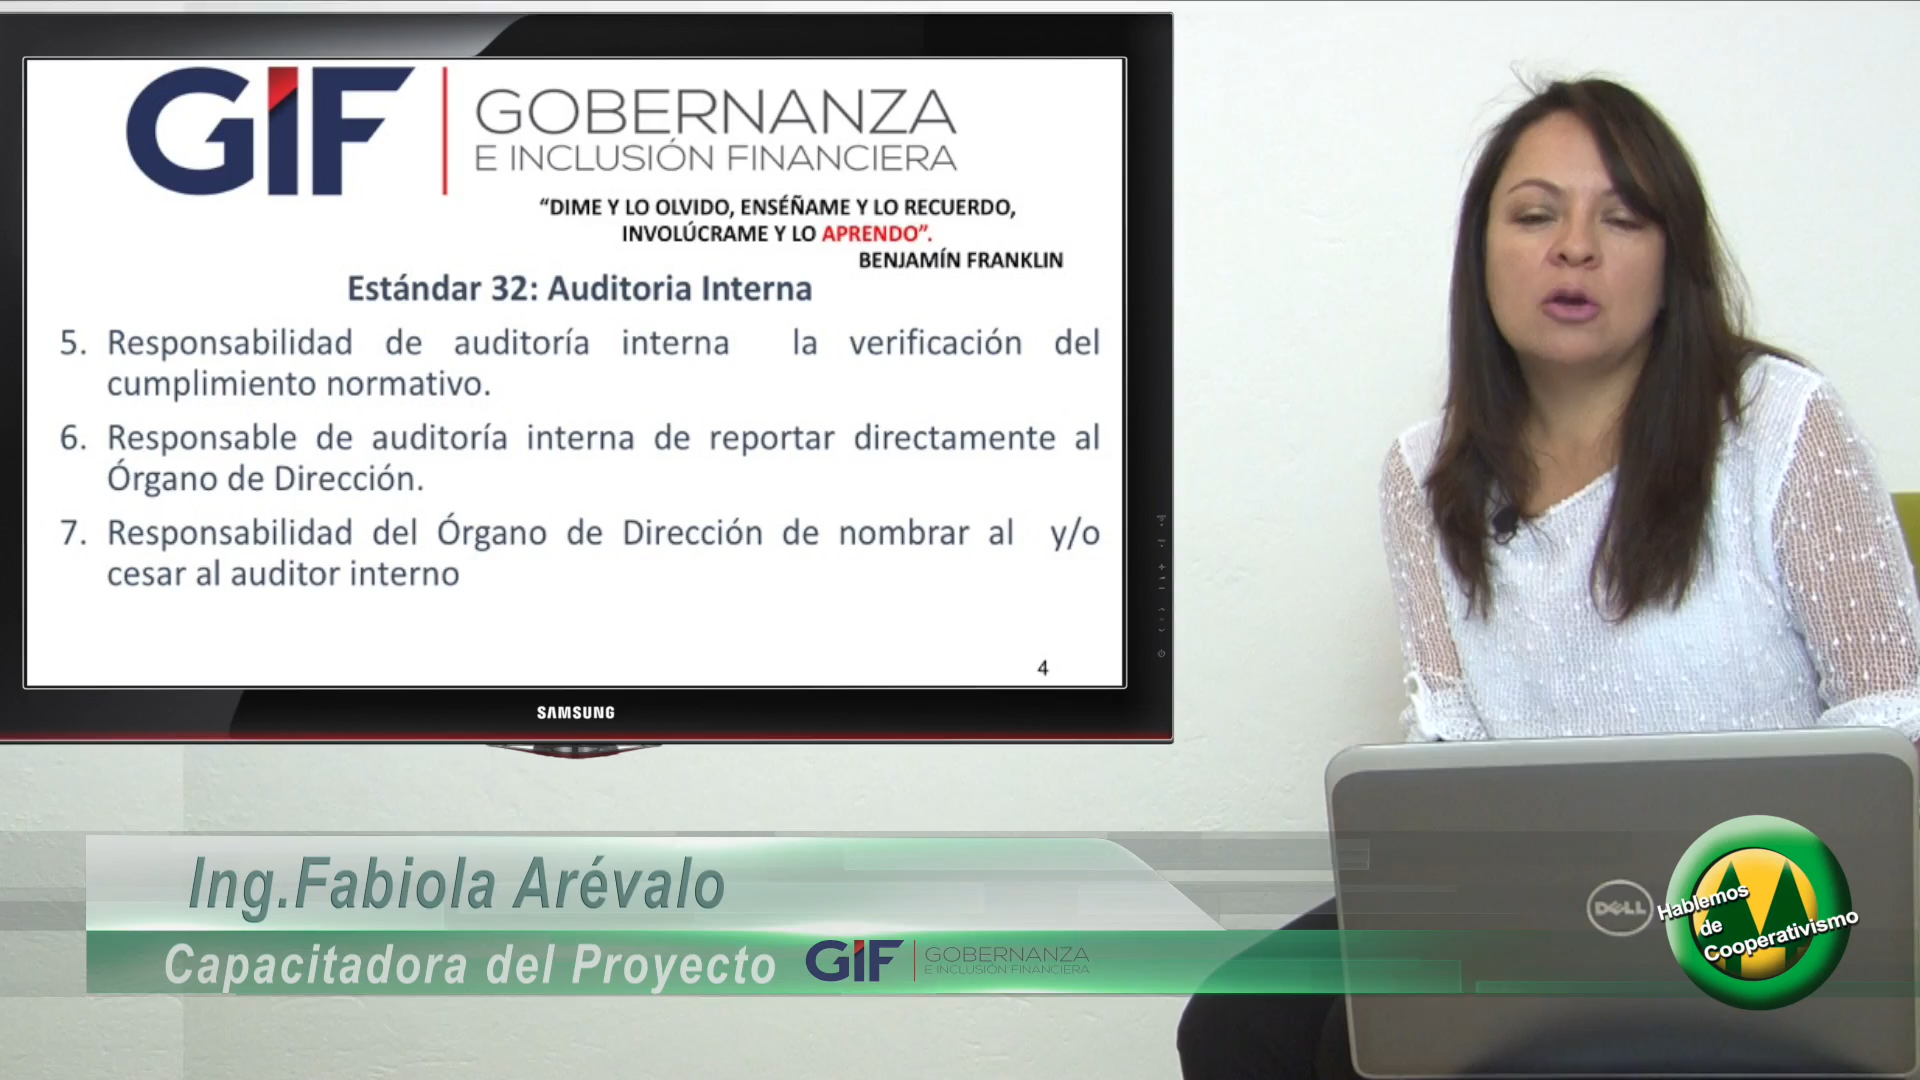 GIF
GOBERNANZA
E INCLUSIÓN FINANCIERA
“DIME Y LO OLVIDO, ENSÉÑAME Y LO RECUERDO,
INVOLÚCRAME Y LO APRENDO”.
BENJAMÍN FRANKLIN
Estándar 32: Auditoria Interna
5. Responsabilidad de auditoría interna la verificación del
cumplimiento normativo.
6. Responsable de auditoría interna de reportar directamente al
Órgano de Dirección.
7. Responsabilidad del Órgano de Dirección de nombrar al y/o
cesar al auditor interno
4
SAMSUNG
Ing.Fabiola Arévalo
Capacitadora del Proyecto
GIF
GOBERNANZA
E INCLUSIÓN FINANCIERA
DELL
Hablemos
de
Cooperativismo